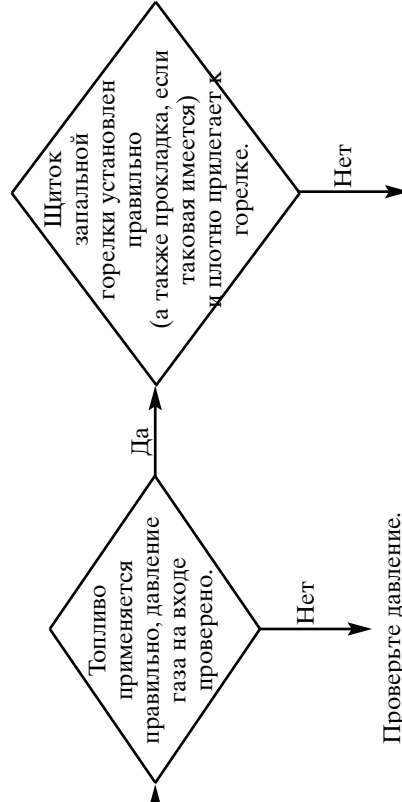 Топливо
применяется
правильно, давление
газа на входе
проверено.
Да
Нет
Проверьте давление.
Щиток
запальной
горелки установлен
правильно
(а также прокладка, если
таковая имеется)
и плотно прилегает к
горелке.
Нет